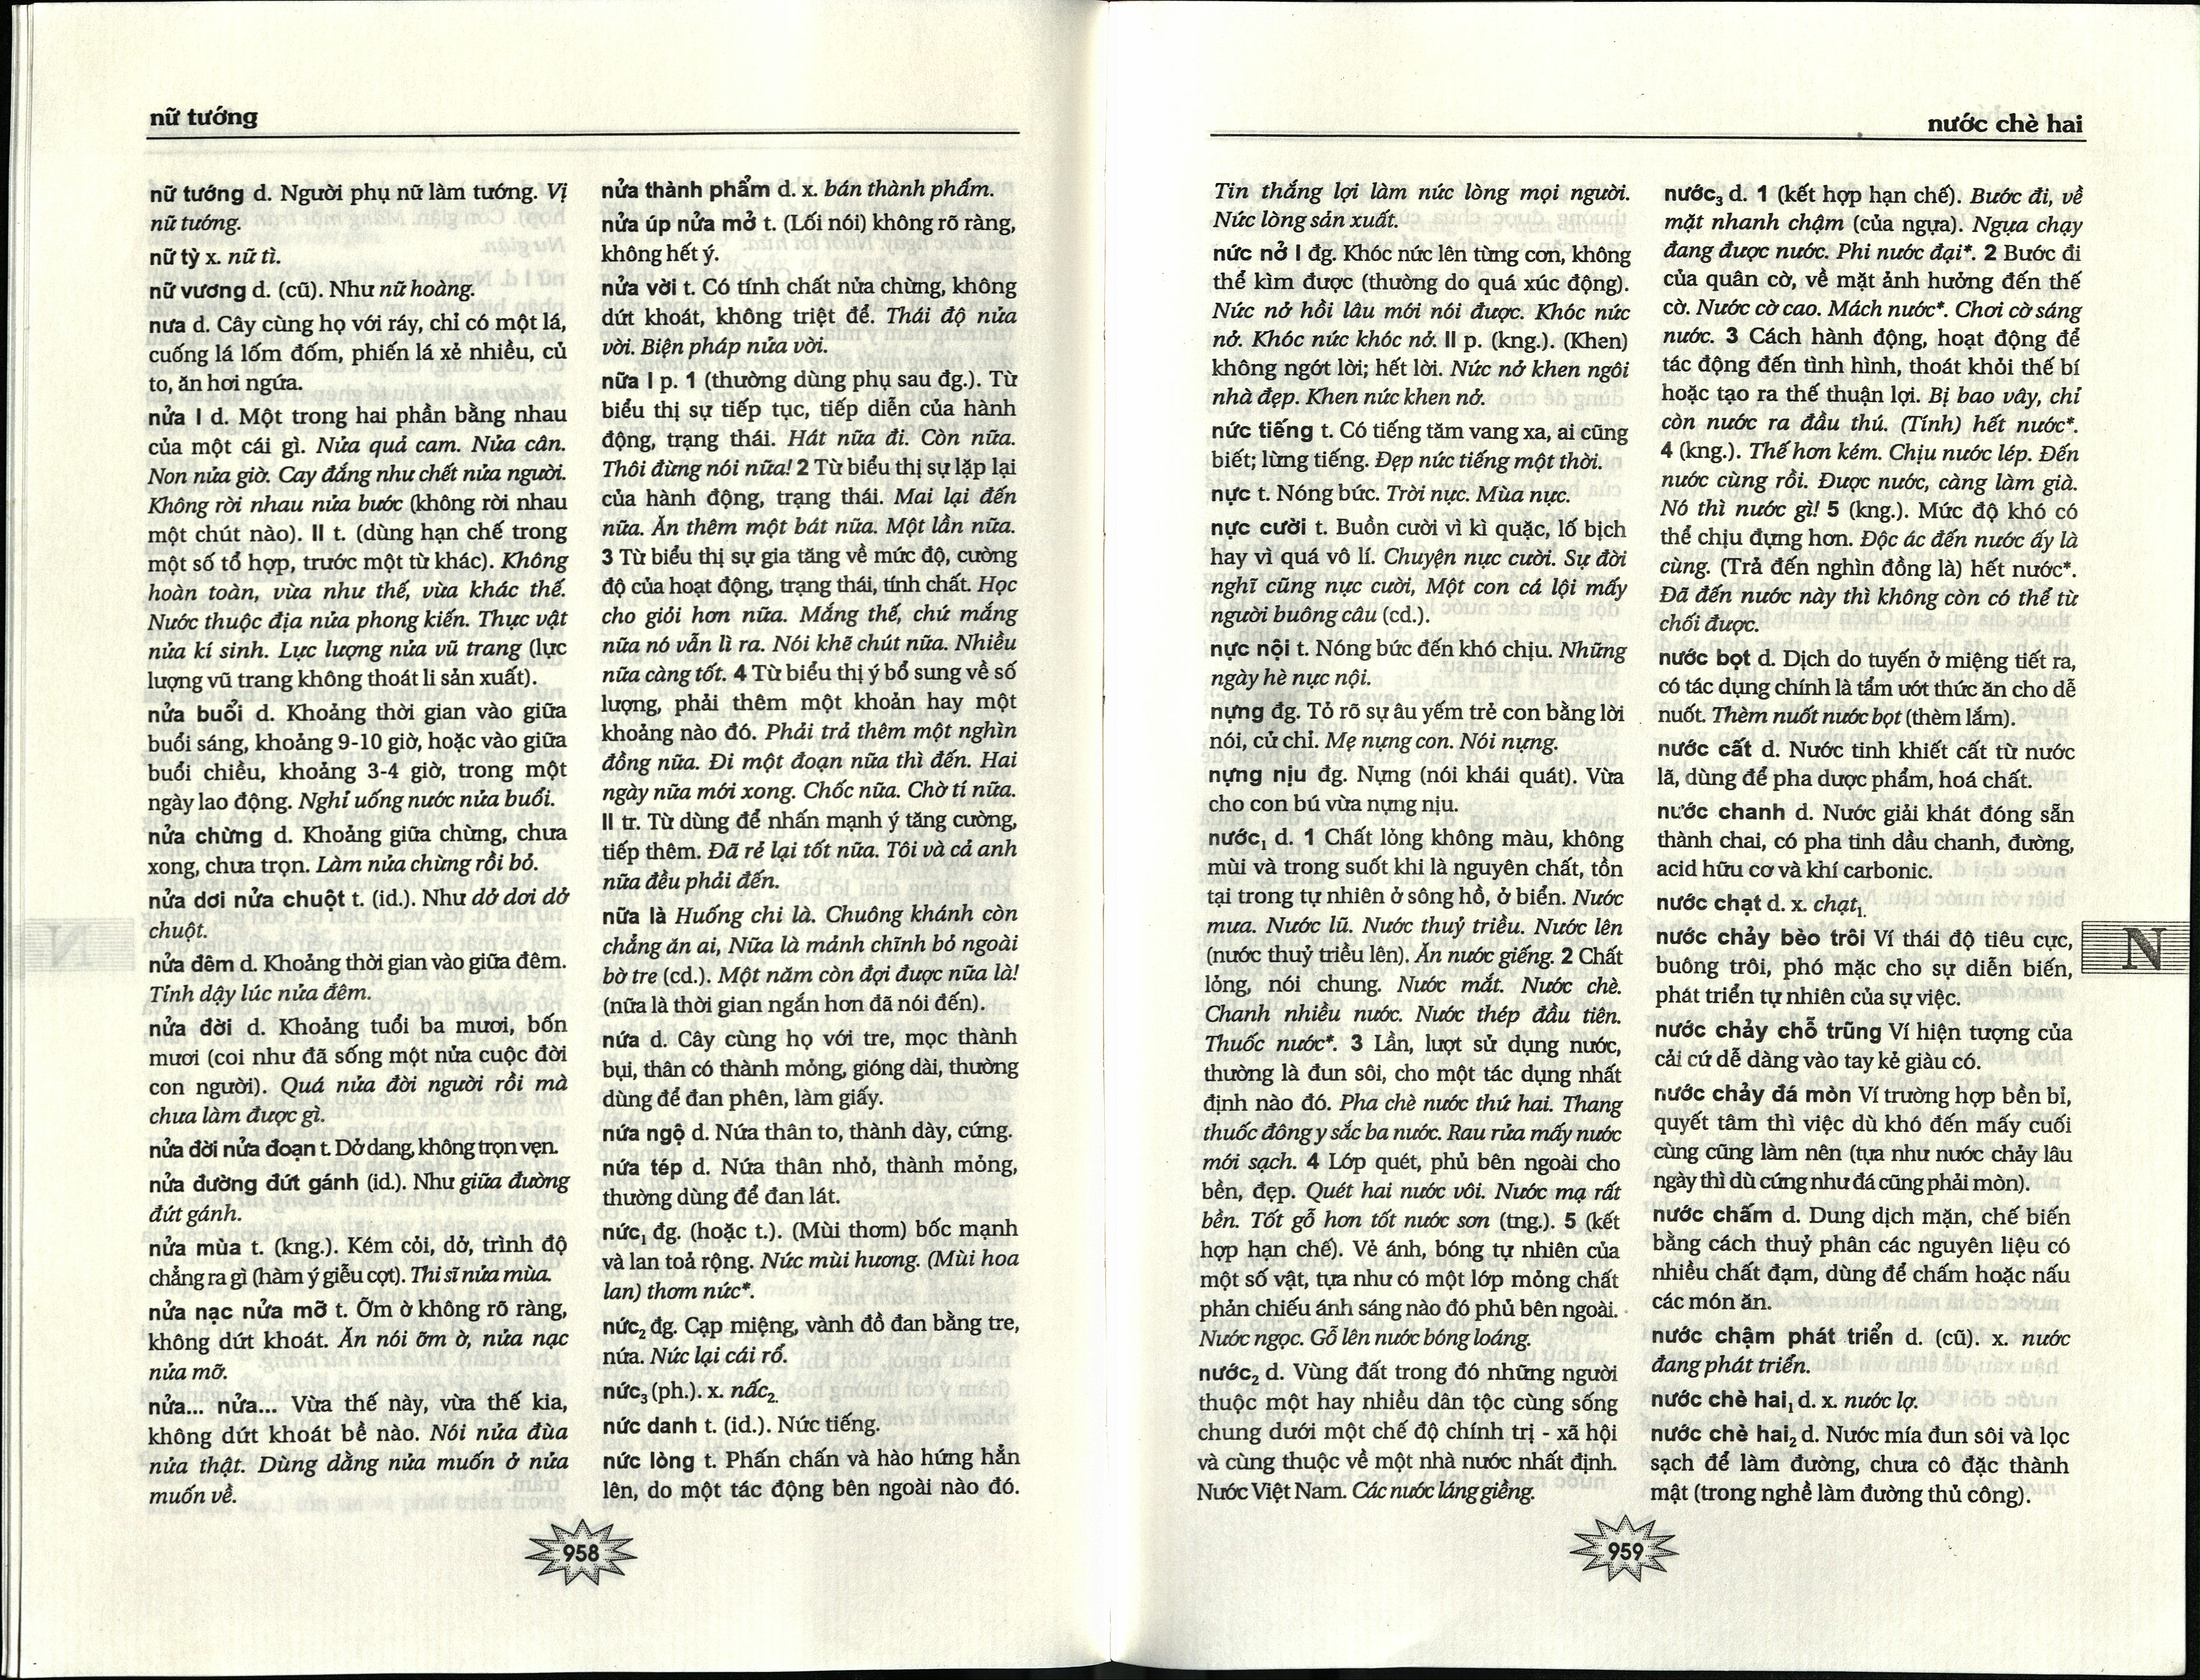 nữ tướng
nữ tướng d. Người phụ nữ làm tướng. Vị
nữ tướng.
nữ tỳ x. nữ tì.
nữ vương d. (cũ). Như nữ hoàng.
nưa d. Cây cùng họ với ráy, chỉ có một lá,
cuống lá lốm đốm, phiến lá xẻ nhiều, củ
to, ăn hơi ngứa.
nửa I d. Một trong hai phần bằng nhau
của một cái gì. Nửa quả cam. Nửa cân.
Non nửa giờ. Cay đắng như chết nửa người.
Không rời nhau nửa bước (không rời nhau
một chút nào). II t. (dùng hạn chế trong
một số tổ hợp, trước một từ khác). Không
hoàn toàn, vừa như thế, vừa khác thế.
Nước thuộc địa nửa phong kiến. Thực vật
nửa kí sinh. Lực lượng nửa vũ trang (lực
lượng vũ trang không thoát li sản xuất).
nửa buổi d. Khoảng thời gian vào giữa
buổi sáng, khoảng 9-10 giờ, hoặc vào giữa
buổi chiều, khoảng 3-4 giờ, trong một
ngày lao động. Nghỉ uống nước nửa buổi.
nửa chừng d. Khoảng giữa chừng, chưa
xong, chưa trọn. Làm nửa chừng rồi bỏ.
nửa dơi nửa chuột t. (id.). Như dở dơi dở
chuột.
nửa đêm d. Khoảng thời gian vào giữa đêm.
Tỉnh dậy lúc nửa đêm.
nửa đời d. Khoảng tuổi ba mươi, bốn
mươi (coi như đã sống một nửa cuộc đời
con người). Quá nửa đời người rồi mà
chưa làm được gì.
nửa đời nửa đoạn t. Dở dang, không trọn vẹn.
nửa đường đứt gánh (id.). Như giữa đường
đứt gánh.
nửa mùa t. (kng.). Kém cỏi, dở, trình độ
chẳng ra gì (hàm ý giễu cợt). Thi sĩ nửa mùa.
nửa nạc nửa mỡ t. Ỡm ờ không rõ ràng,
không dứt khoát. Ăn nói ỡm ờ, nửa nạc
nửa mỡ.
nửa... nửa... Vừa thế này, vừa thế kia,
không dứt khoát bề nào. Nói nửa đùa
nửa thật. Dùng dằng nửa muốn ở nửa
muốn về.
nửa thành phẩm d. x. bán thành phẩm.
nửa úp nửa mở t. (Lối nói) không rõ ràng,
không hết ý.
nửa vời t. Có tính chất nửa chừng, không
dứt khoát, không triệt để. Thái độ nửa
vời. Biện pháp nửa vời.
nữa I p. 1 (thường dùng phụ sau đg.). Từ
biểu thị sự tiếp tục, tiếp diễn của hành
động, trạng thái. Hát nữa đi. Còn nữa.
Thôi đừng nói nữa! 2 Từ biểu thị sự lặp lại
của hành động, trạng thái. Mai lại đến
nữa. Ăn thêm một bát nữa. Một lần nữa.
3 Từ biểu thị sự gia tăng về mức độ, cường
độ của hoạt động, trạng thái, tính chất. Học
cho giỏi hơn nữa. Mắng thế, chứ mắng
nữa nó vẫn lì ra. Nói khẽ chút nữa. Nhiều
nữa càng tốt. 4 Từ biểu thị ý bổ sung về số
lượng, phải thêm một khoản hay một
khoảng nào đó. Phải trả thêm một nghìn
đồng nữa. Đi một đoạn nữa thì đến. Hai
ngày nữa mới xong. Chốc nữa. Chờ tí nữa.
II tr. Từ dùng để nhấn mạnh ý tăng cường,
tiếp thêm. Đã rẻ lại tốt nữa. Tôi và cả anh
nữa đều phải đến.
nữa là Huống chi là. Chuông khánh còn
chẳng ăn ai, Nữa là mảnh chĩnh bỏ ngoài
bờ tre (cd.). Một năm còn đợi được nữa là!
(nữa là thời gian ngắn hơn đã nói đến).
nứa d. Cây cùng họ với tre, mọc thành
bụi, thân có thành mỏng, gióng dài, thường
dùng để đan phên, làm giấy.
nứa ngộ d. Nứa thân to, thành dày, cứng.
nứa tép d. Nứa thân nhỏ, thành mỏng,
thường dùng để đan lát.
nức₁ đg. (hoặc t.). (Mùi thơm) bốc mạnh
và lan toả rộng. Nức mùi hương. (Mùi hoa
lan) thơm nức*.
nức₂ đg. Cạp miệng, vành đồ đan bằng tre,
nứa. Nức lại cái rổ.
nức₃ (ph.). x. nấc₂.
nức danh t. (id.). Nức tiếng.
nức lòng t. Phấn chấn và hào hứng hẳn
lên, do một tác động bên ngoài nào đó.
958
nước chè hai
Tin thắng lợi làm nức lòng mọi người.
Nức lòng sản xuất.
nức nở I đg. Khóc nức lên từng con, không
thể kìm được (thường do quá xúc động).
Nức nở hồi lâu mới nói được. Khóc nức
nở. Khóc nức khóc nở. II p. (kng.). (Khen)
không ngớt lời; hết lời. Nức nở khen ngôi
nhà đẹp. Khen nức khen nở.
nức tiếng t. Có tiếng tăm vang xa, ai cũng
biết; lừng tiếng. Đẹp nức tiếng một thời.
nực t. Nóng bức. Trời nực. Mùa nực.
nực cười t. Buồn cười vì kì quặc, lố bịch
hay vì quá vô lí. Chuyện nực cười. Sự đời
nghĩ cũng nực cười, Một con cá lội mấy
người buông câu (cd.).
nực nội t. Nóng bức đến khó chịu. Những
ngày hè nực nội.
nựng đg. Tỏ rõ sự âu yếm trẻ con bằng lời
nói, cử chỉ. Mẹ nựng con. Nói nựng.
nựng nịu đg. Nựng (nói khái quát). Vừa
cho con bú vừa nựng nịu.
nước₁ d. 1 Chất lỏng không màu, không
mùi và trong suốt khi là nguyên chất, tồn
tại trong tự nhiên ở sông hồ, ở biển. Nước
mưa. Nước lũ. Nước thuỷ triều. Nước lên
(nước thuỷ triều lên). Ăn nước giếng. 2 Chất
lỏng, nói chung. Nước mắt. Nước chè.
Chanh nhiều nước. Nước thép đầu tiên.
Thuốc nước*. 3 Lần, lượt sử dụng nước,
thường là đun sôi, cho một tác dụng nhất
định nào đó. Pha chè nước thứ hai. Thang
thuốc đông y sắc ba nước. Rau rửa mấy nước
mới sạch. 4 Lớp quét, phủ bên ngoài cho
bền, đẹp. Quét hai nước vôi. Nước mạ rất
bền. Tốt gỗ hơn tốt nước sơn (tng.). 5 (kết
hợp hạn chế). Vẻ ánh, bóng tự nhiên của
một số vật, tựa như có một lớp mỏng chất
phản chiếu ánh sáng nào đó phủ bên ngoài.
Nước ngọc. Gỗ lên nước bóng loáng.
nước₂ d. Vùng đất trong đó những người
thuộc một hay nhiều dân tộc cùng sống
chung dưới một chế độ chính trị - xã hội
và cùng thuộc về một nhà nước nhất định.
Nước Việt Nam. Các nước láng giềng.
nước₃ d. 1 (kết hợp hạn chế). Bước đi, về
mặt nhanh chậm (của ngựa). Ngựa chạy
đang được nước. Phi nước đại*. 2 Bước đi
của quân cờ, về mặt ảnh hưởng đến thế
cờ. Nước cờ cao. Mách nước*. Chơi cờ sáng
nước. 3 Cách hành động, hoạt động để
tác động đến tình hình, thoát khỏi thế bí
hoặc tạo ra thế thuận lợi. Bị bao vây, chỉ
còn nước ra đầu thú. (Tính) hết nước*.
4 (kng.). Thế hơn kém. Chịu nước lép. Đến
nước cùng rồi. Được nước, càng làm già.
Nó thì nước gì! 5 (kng.). Mức độ khó có
thể chịu đựng hơn. Độc ác đến nước ấy là
cùng. (Trả đến nghìn đồng là) hết nước*.
Đã đến nước này thì không còn có thể từ
chối được.
nước bọt d. Dịch do tuyến ở miệng tiết ra,
có tác dụng chính là tẩm ướt thức ăn cho dễ
nuốt. Thèm nuốt nước bọt (thèm lắm).
nước cất d. Nước tinh khiết cất từ nước
lã, dùng để pha dược phẩm, hoá chất.
nước chanh d. Nước giải khát đóng sẵn
thành chai, có pha tinh dầu chanh, đường,
acid hữu cơ và khí carbonic.
nước chạt d. x. chạt₁.
nước chảy bèo trôi Ví thái độ tiêu cực,
buông trôi, phó mặc cho sự diễn biến,
phát triển tự nhiên của sự việc.
nước chảy chỗ trũng Ví hiện tượng của
cải cứ dễ dàng vào tay kẻ giàu có.
nước chảy đá mòn Ví trường hợp bền bỉ,
quyết tâm thì việc dù khó đến mấy cuối
cùng cũng làm nên (tựa như nước chảy lâu
ngày thì dù cứng như đá cũng phải mòn).
nước chấm d. Dung dịch mặn, chế biến
bằng cách thuỷ phân các nguyên liệu có
nhiều chất đạm, dùng để chấm hoặc nấu
các món ăn.
nước chậm phát triển d. (cũ). x. nước
đang phát triển.
nước chè hai₁ d. x. nước lợ.
nước chè hai₂ d. Nước mía đun sôi và lọc
sạch để làm đường, chưa cô đặc thành
mật (trong nghề làm đường thủ công).
N
959